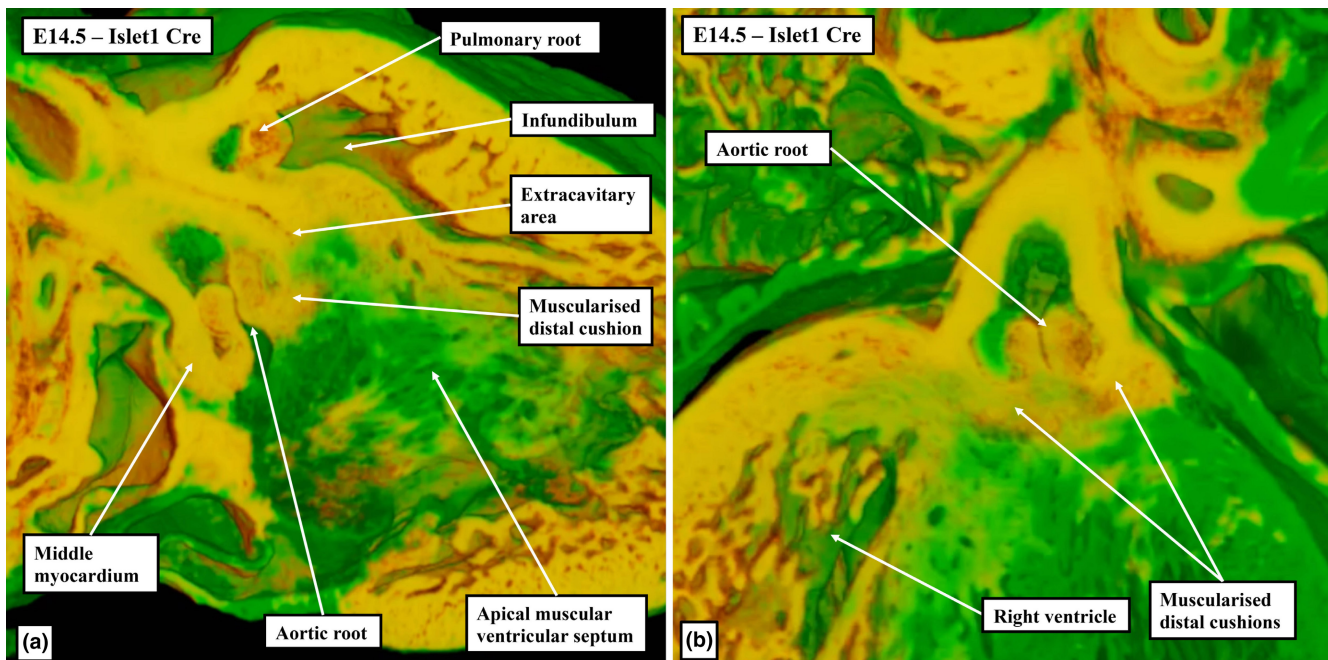 E14.5 – Islet1 Cre
Pulmonary root
Infundibulum
Extracavitary
area
Muscularised
distal cushion
Middle
myocardium
Aortic root
Apical muscular
ventricular septum
(a)
E14.5 – Islet1 Cre
Aortic root
Right ventricle
Muscularised
distal cushions
(b)